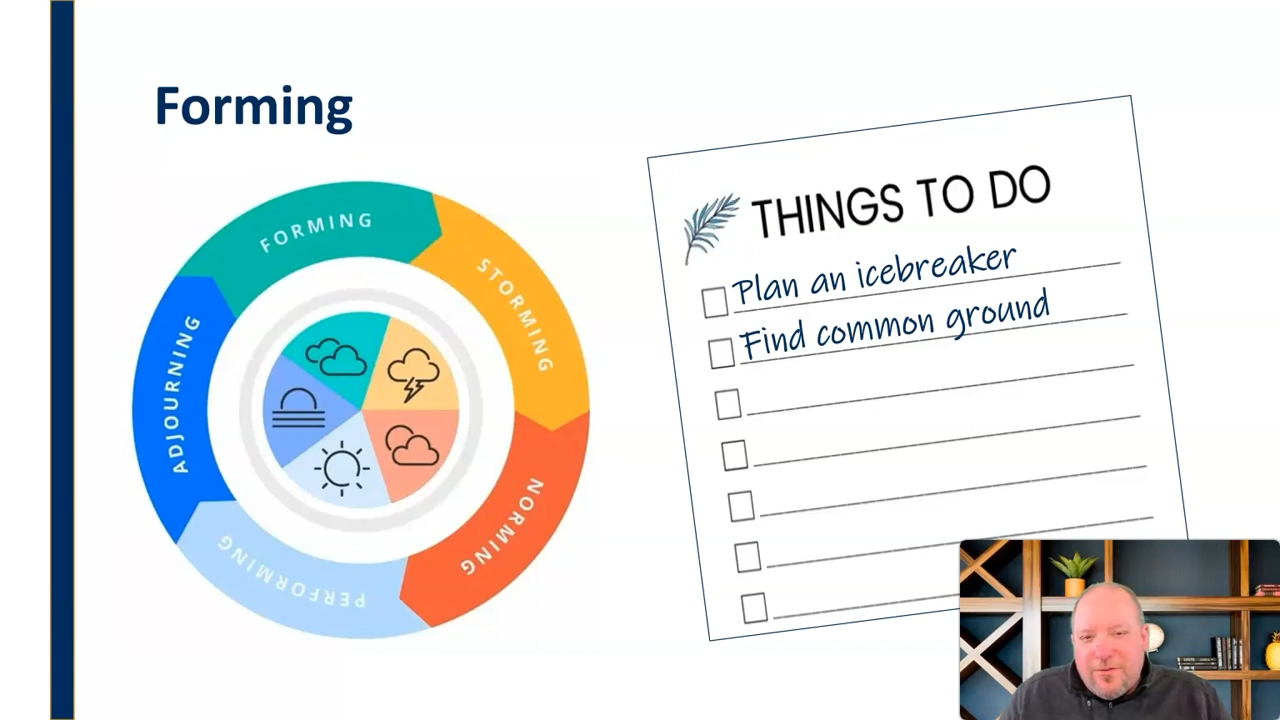 Forming
FORMING
STORMING
NORMING
PERFORMING
ADJOURNING
THINGS TO DO
Plan an icebreaker
Find common ground